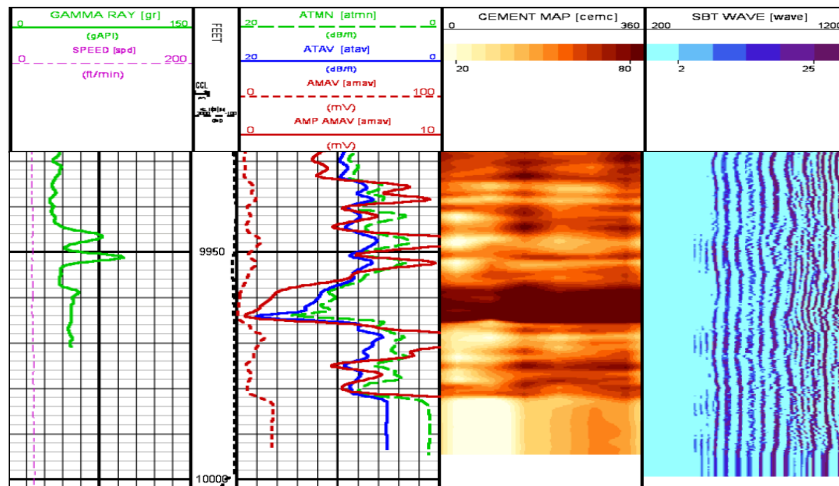 GAMMA RAY [gr]
0 150
(gAPI)
SPEED [spd]
0 200
(ft/min)
FEET
CCL
ATMN [atmn]
20 0
(dB/ft)
ATAV [atav]
20 0
(dB/ft)
AMAV [amav]
0 100
(mV)
AMP AMAV [amav]
0 10
(mV)
CEMENT MAP [cemc]
0 360
20 80
SBT WAVE [wave]
200 1200
2 25
9950
10000